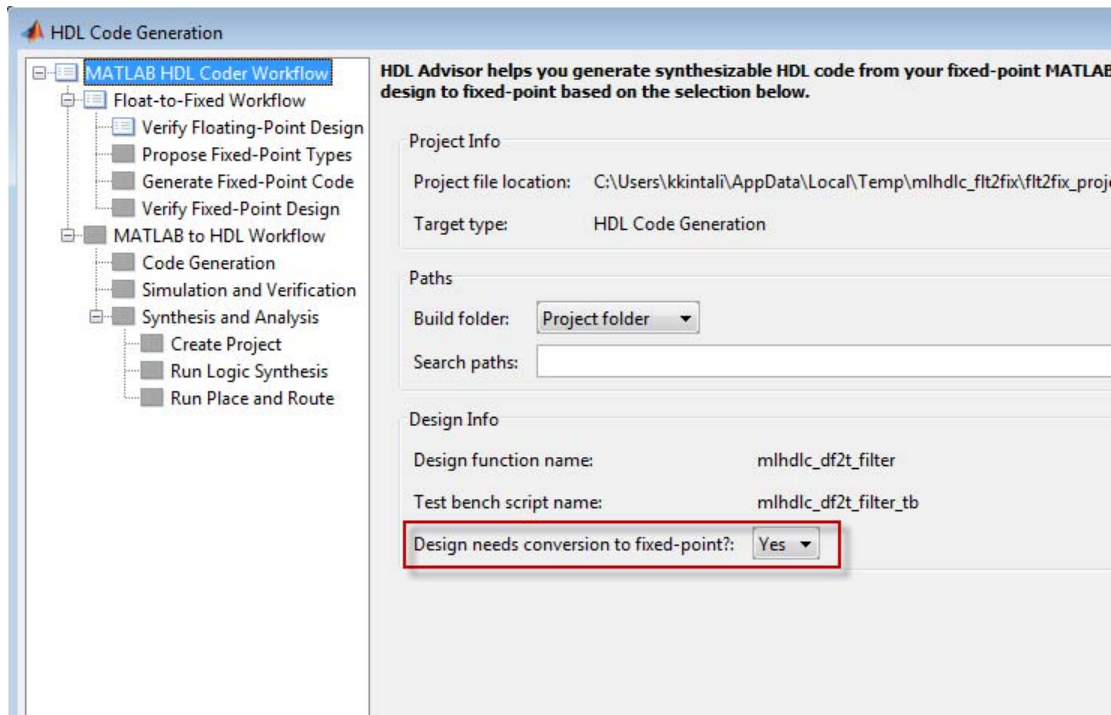 HDL Code Generation
MATLAB HDL Coder Workflow
Float-to-Fixed Workflow
Verify Floating-Point Design
Propose Fixed-Point Types
Generate Fixed-Point Code
Verify Fixed-Point Design
MATLAB to HDL Workflow
Code Generation
Simulation and Verification
Synthesis and Analysis
Create Project
Run Logic Synthesis
Run Place and Route
HDL Advisor helps you generate synthesizable HDL code from your fixed-point MATLAB
design to fixed-point based on the selection below.
Project Info
Project file location: C:\Users\kkintali\AppData\Local\Temp\mlhdlc_flt2fix\flt2fix_proj
Target type: HDL Code Generation
Paths
Build folder: Project folder
Search paths:
Design Info
Design function name: mlhdlc_df2t_filter
Test bench script name: mlhdlc_df2t_filter_tb
Design needs conversion to fixed-point?: Yes